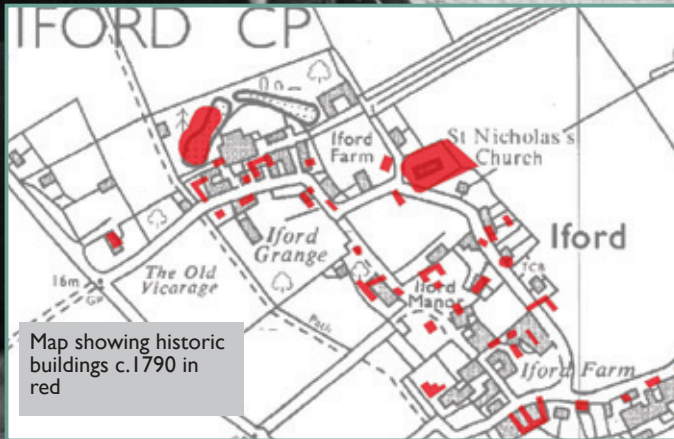 IFORD CP
Iford
Farm
St Nicholas's
Church
Iford
Iford
Grange
TCB
The Old
Vicarage
16m
GP
Iford
Manor
Path
Iford Farm
Map showing historic
buildings c.1790 in
red